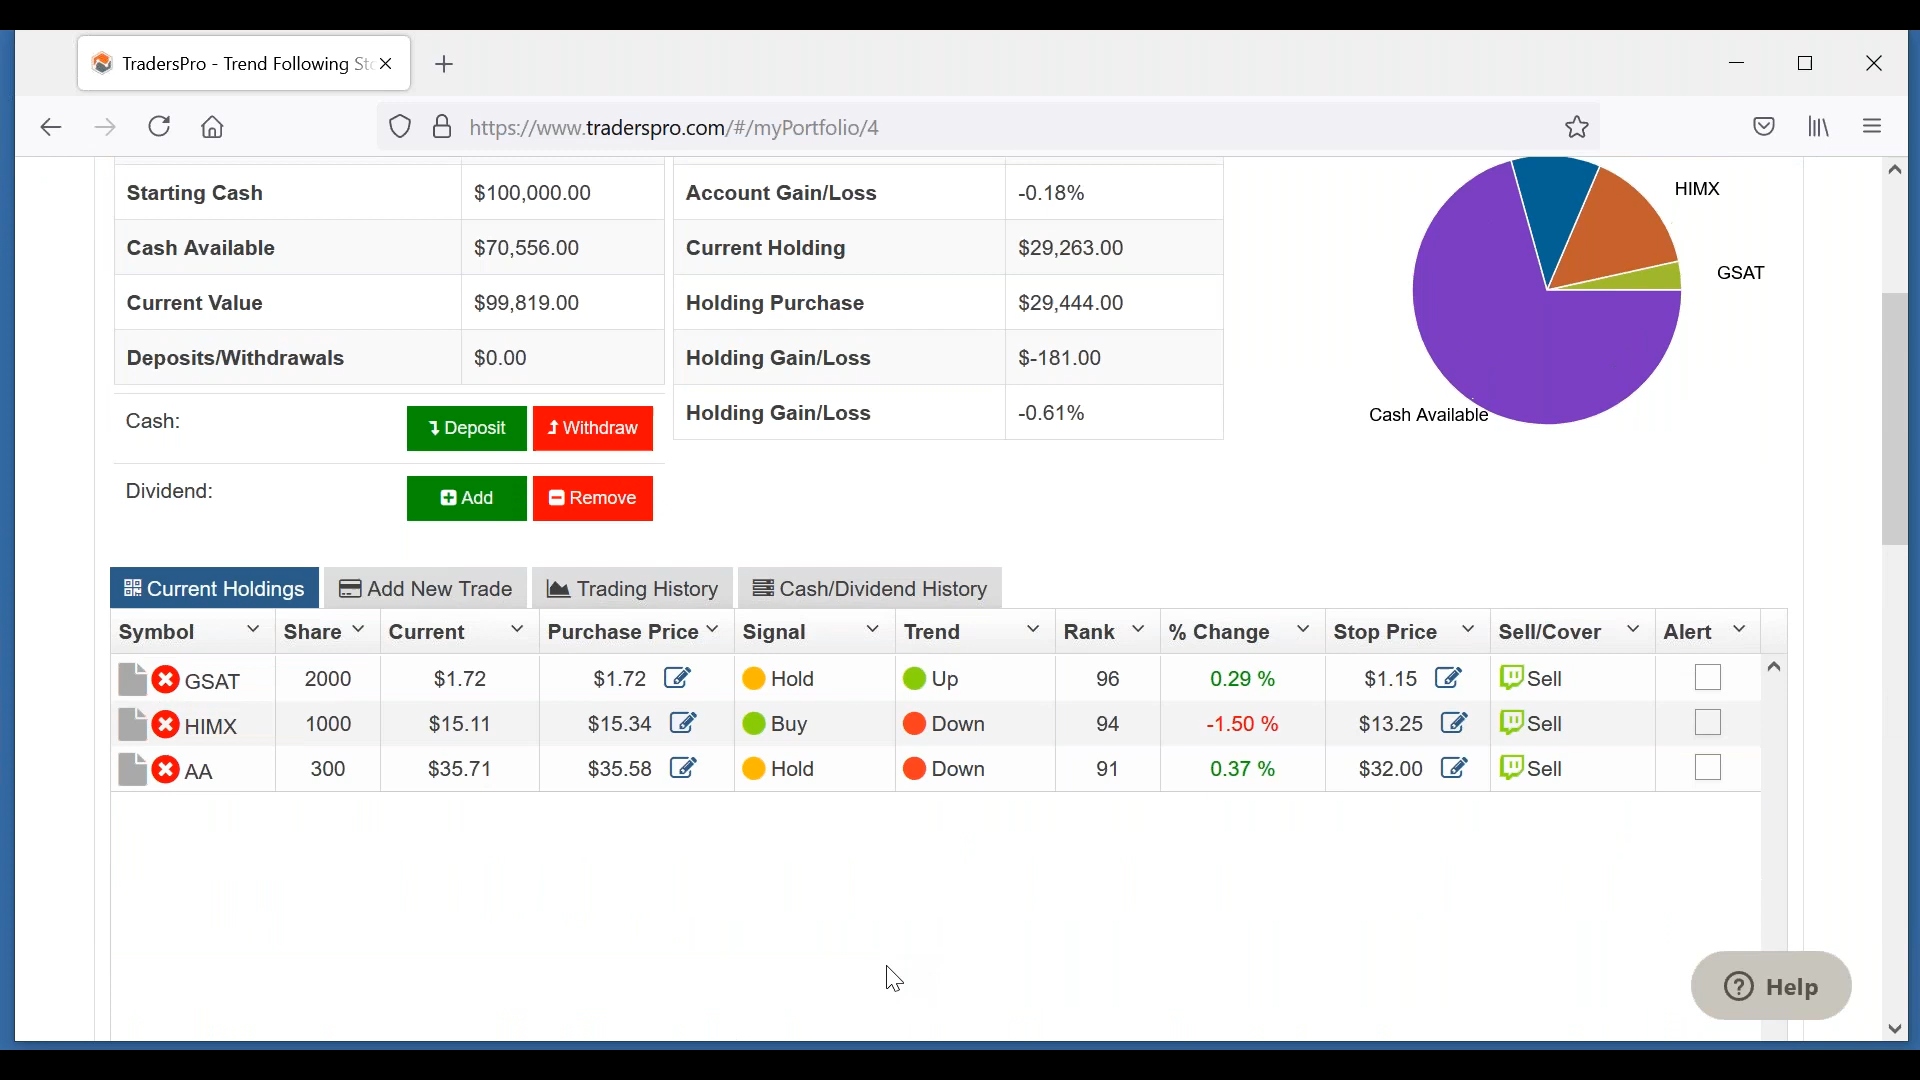 TradersPro - Trend Following Sto
https://www.traderspro.com/#/myPortfolio/4
Starting Cash $100,000.00 Account Gain/Loss -0.18%
HIMX
Cash Available $70,556.00 Current Holding $29,263.00
GSAT
Current Value $99,819.00 Holding Purchase $29,444.00
Deposits/Withdrawals $0.00 Holding Gain/Loss $-181.00
Holding Gain/Loss -0.61%
Cash Available
Cash: Deposit Withdraw
Dividend: Add Remove
Current Holdings Add New Trade Trading History Cash/Dividend History
Symbol Share Current Purchase Price Signal Trend Rank % Change Stop Price Sell/Cover Alert
GSAT 2000 $1.72 $1.72 Hold Up 96 0.29 % $1.15 Sell
HIMX 1000 $15.11 $15.34 Buy Down 94 -1.50 % $13.25 Sell
AA 300 $35.71 $35.58 Hold Down 91 0.37 % $32.00 Sell
Help